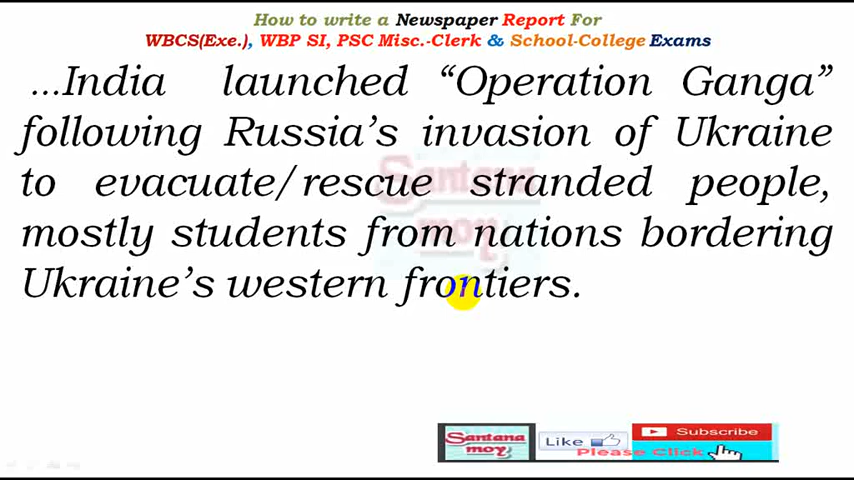 How to write a Newspaper Report For
WBCS(Exe.), WBP SI, PSC Misc.-Clerk & School-College Exams
...India launched “Operation Ganga”
following Russia’s invasion of Ukraine
to evacuate/rescue stranded people,
mostly students from nations bordering
Ukraine’s western frontiers.
Santana
moy
Santana
moy
Like
Subscribe
Please Click